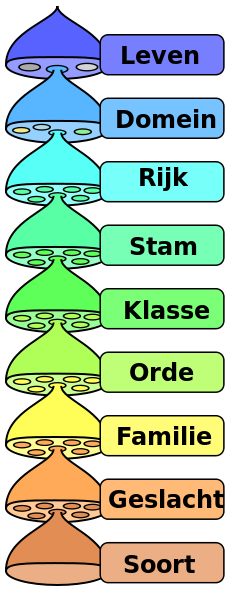 Leven
Domein
Rijk
Stam
Klasse
Orde
Familie
Geslacht
Soort